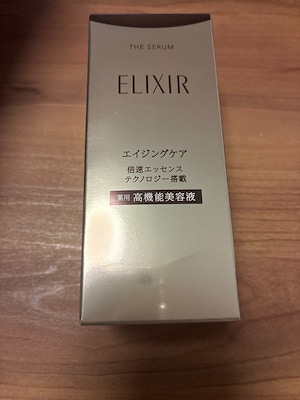 THE SERUM
ELIXIR
エイジングケア
倍速エッセンス
テクノロジー搭載
薬用 高機能美容液